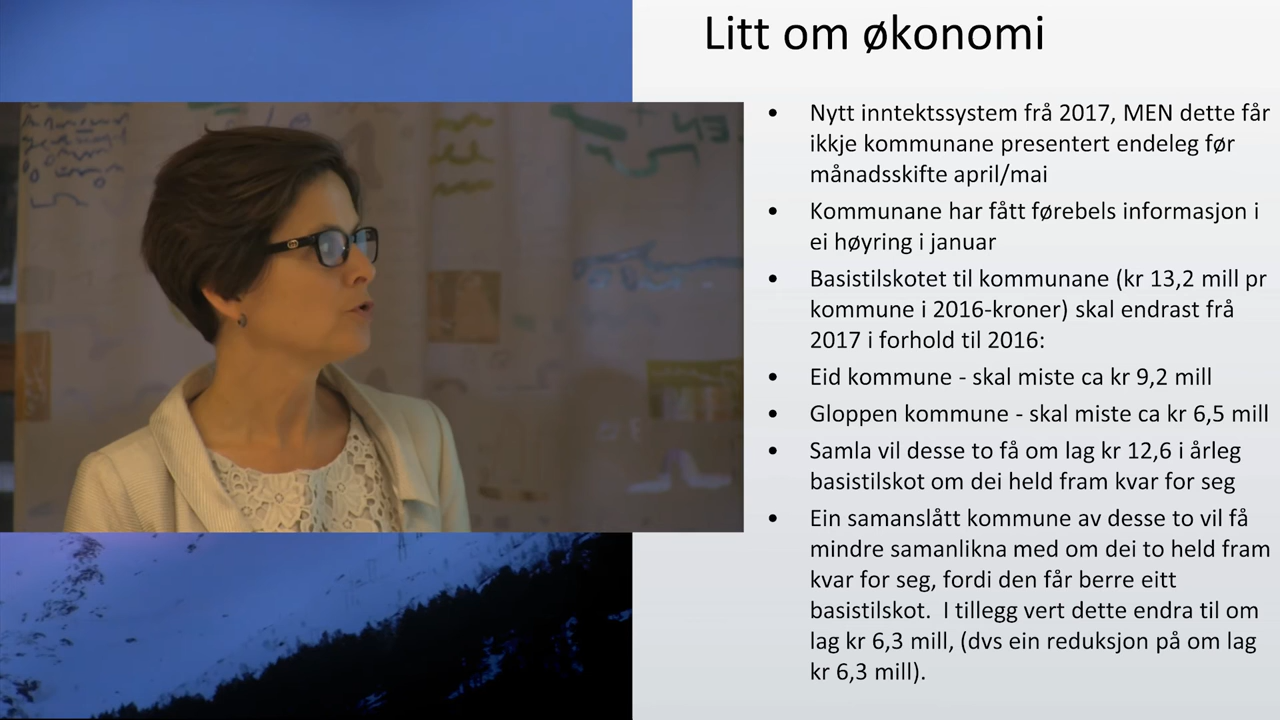 Litt om økonomi
• Nytt inntektssystem frå 2017, MEN dette får
ikkje kommunane presentert endeleg før
månadsskifte april/mai
• Kommunane har fått førebels informasjon i
ei høyring i januar
• Basistilskotet til kommunane (kr 13,2 mill pr
kommune i 2016-kroner) skal endrast frå
2017 i forhold til 2016:
• Eid kommune - skal miste ca kr 9,2 mill
• Gloppen kommune - skal miste ca kr 6,5 mill
• Samla vil desse to få om lag kr 12,6 i årleg
basistilskot om dei held fram kvar for seg
• Ein samanslått kommune av desse to vil få
mindre samanlikna med om dei to held fram
kvar for seg, fordi den får berre eitt
basistilskot.  I tillegg vert dette endra til om
lag kr 6,3 mill, (dvs ein reduksjon på om lag
kr 6,3 mill).